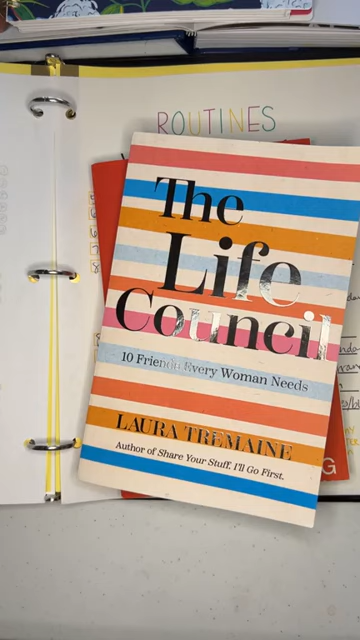 ROUTINES
The
Life
Council
10 Friends Every Woman Needs
LAURA TREMAINE
Author of Share Your Stuff. I'll Go First.
G